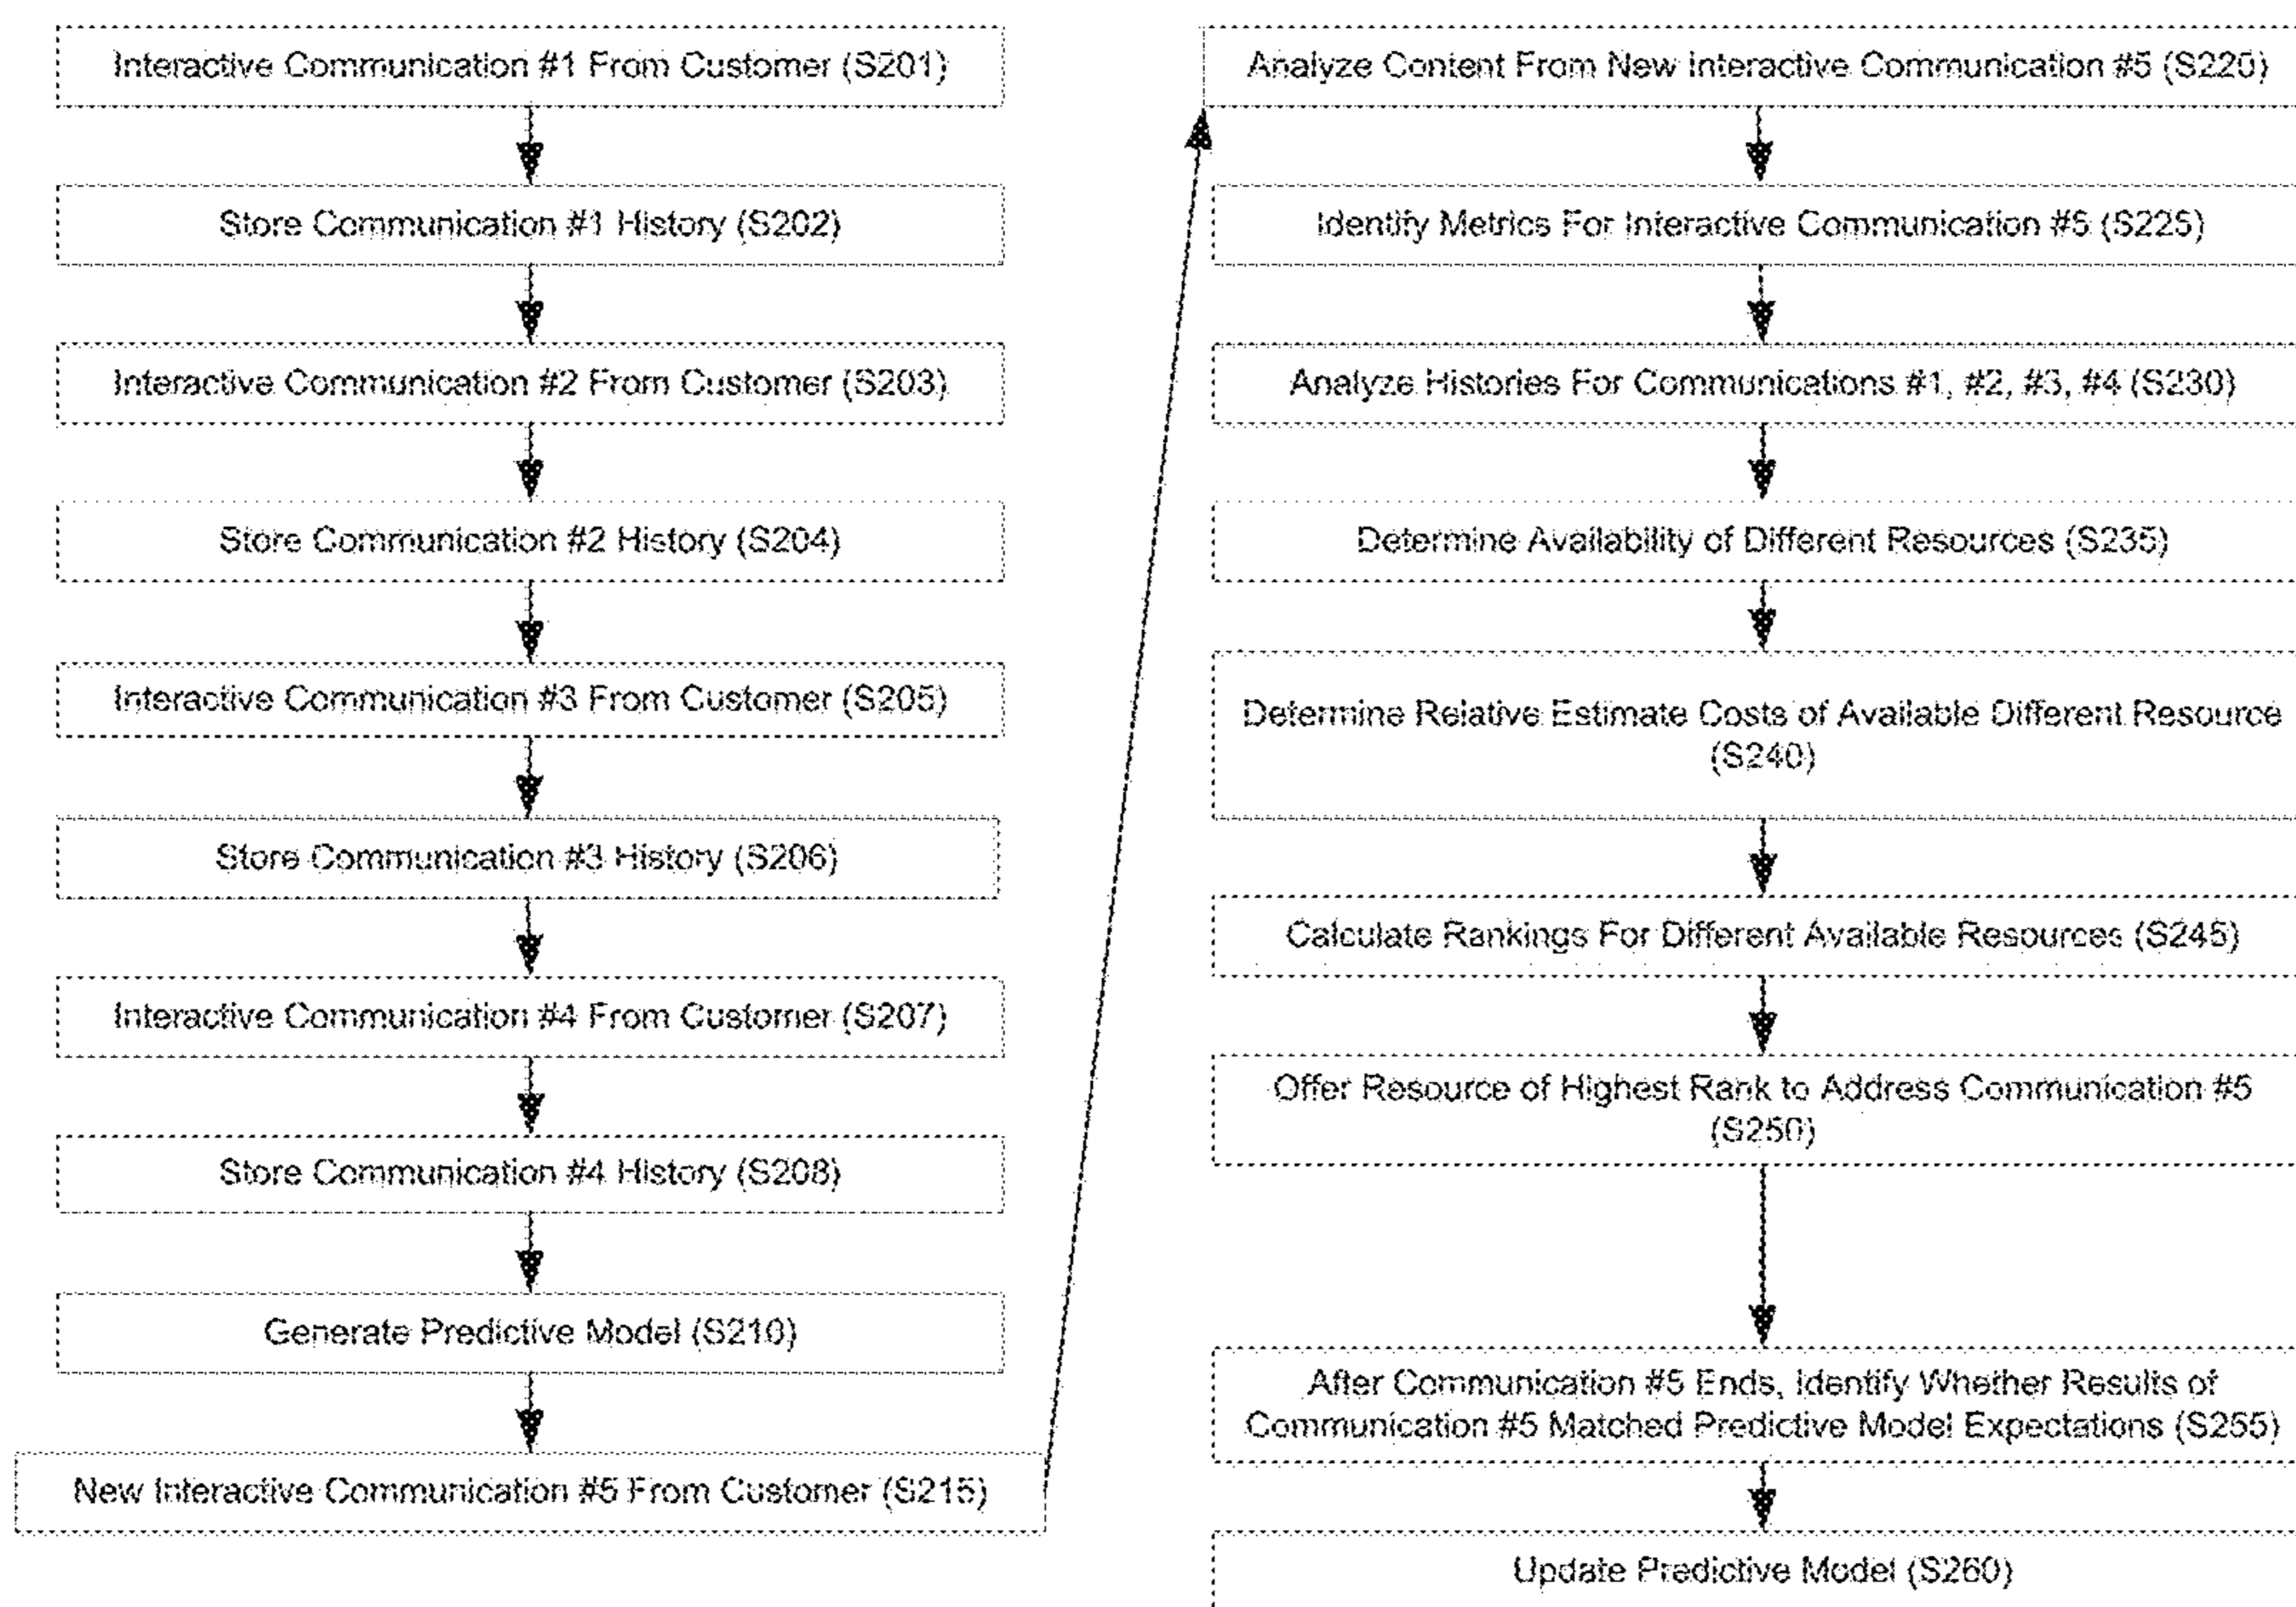 Interactive Communication #1 From Customer (S201)
Store Communication #1 History (S202)
Interactive Communication #2 From Customer (S203)
Store Communication #2 History (S204)
Interactive Communication #3 From Customer (S205)
Store Communication #3 History (S206)
Interactive Communication #4 From Customer (S207)
Store Communication #4 History (S208)
Generate Predictive Model (S210)
New Interactive Communication #5 From Customer (S215)
Analyze Content From New Interactive Communication #5 (S220)
Identify Metrics For Interactive Communication #5 (S225)
Analyze Histories For Communications #1, #2, #3, #4 (S230)
Determine Availability of Different Resources (S235)
Determine Relative Estimate Costs of Available Different Resource
(S240)
Calculate Rankings For Different Available Resources (S245)
Offer Resource of Highest Rank to Address Communication #5
(S250)
After Communication #5 Ends, Identify Whether Results of
Communication #5 Matched Predictive Model Expectations (S255)
Update Predictive Model (S260)